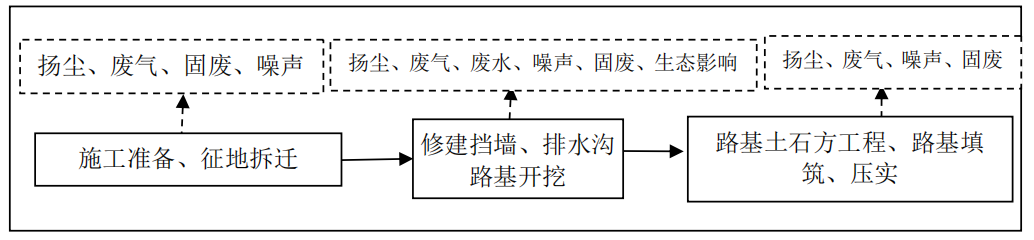 扬尘、废气、固废、噪声
扬尘、废气、废水、噪声、固废、生态影响
扬尘、废气、噪声、固废
施工准备、征地拆迁
修建挡墙、排水沟
路基开挖
路基土石方工程、路基填
筑、压实